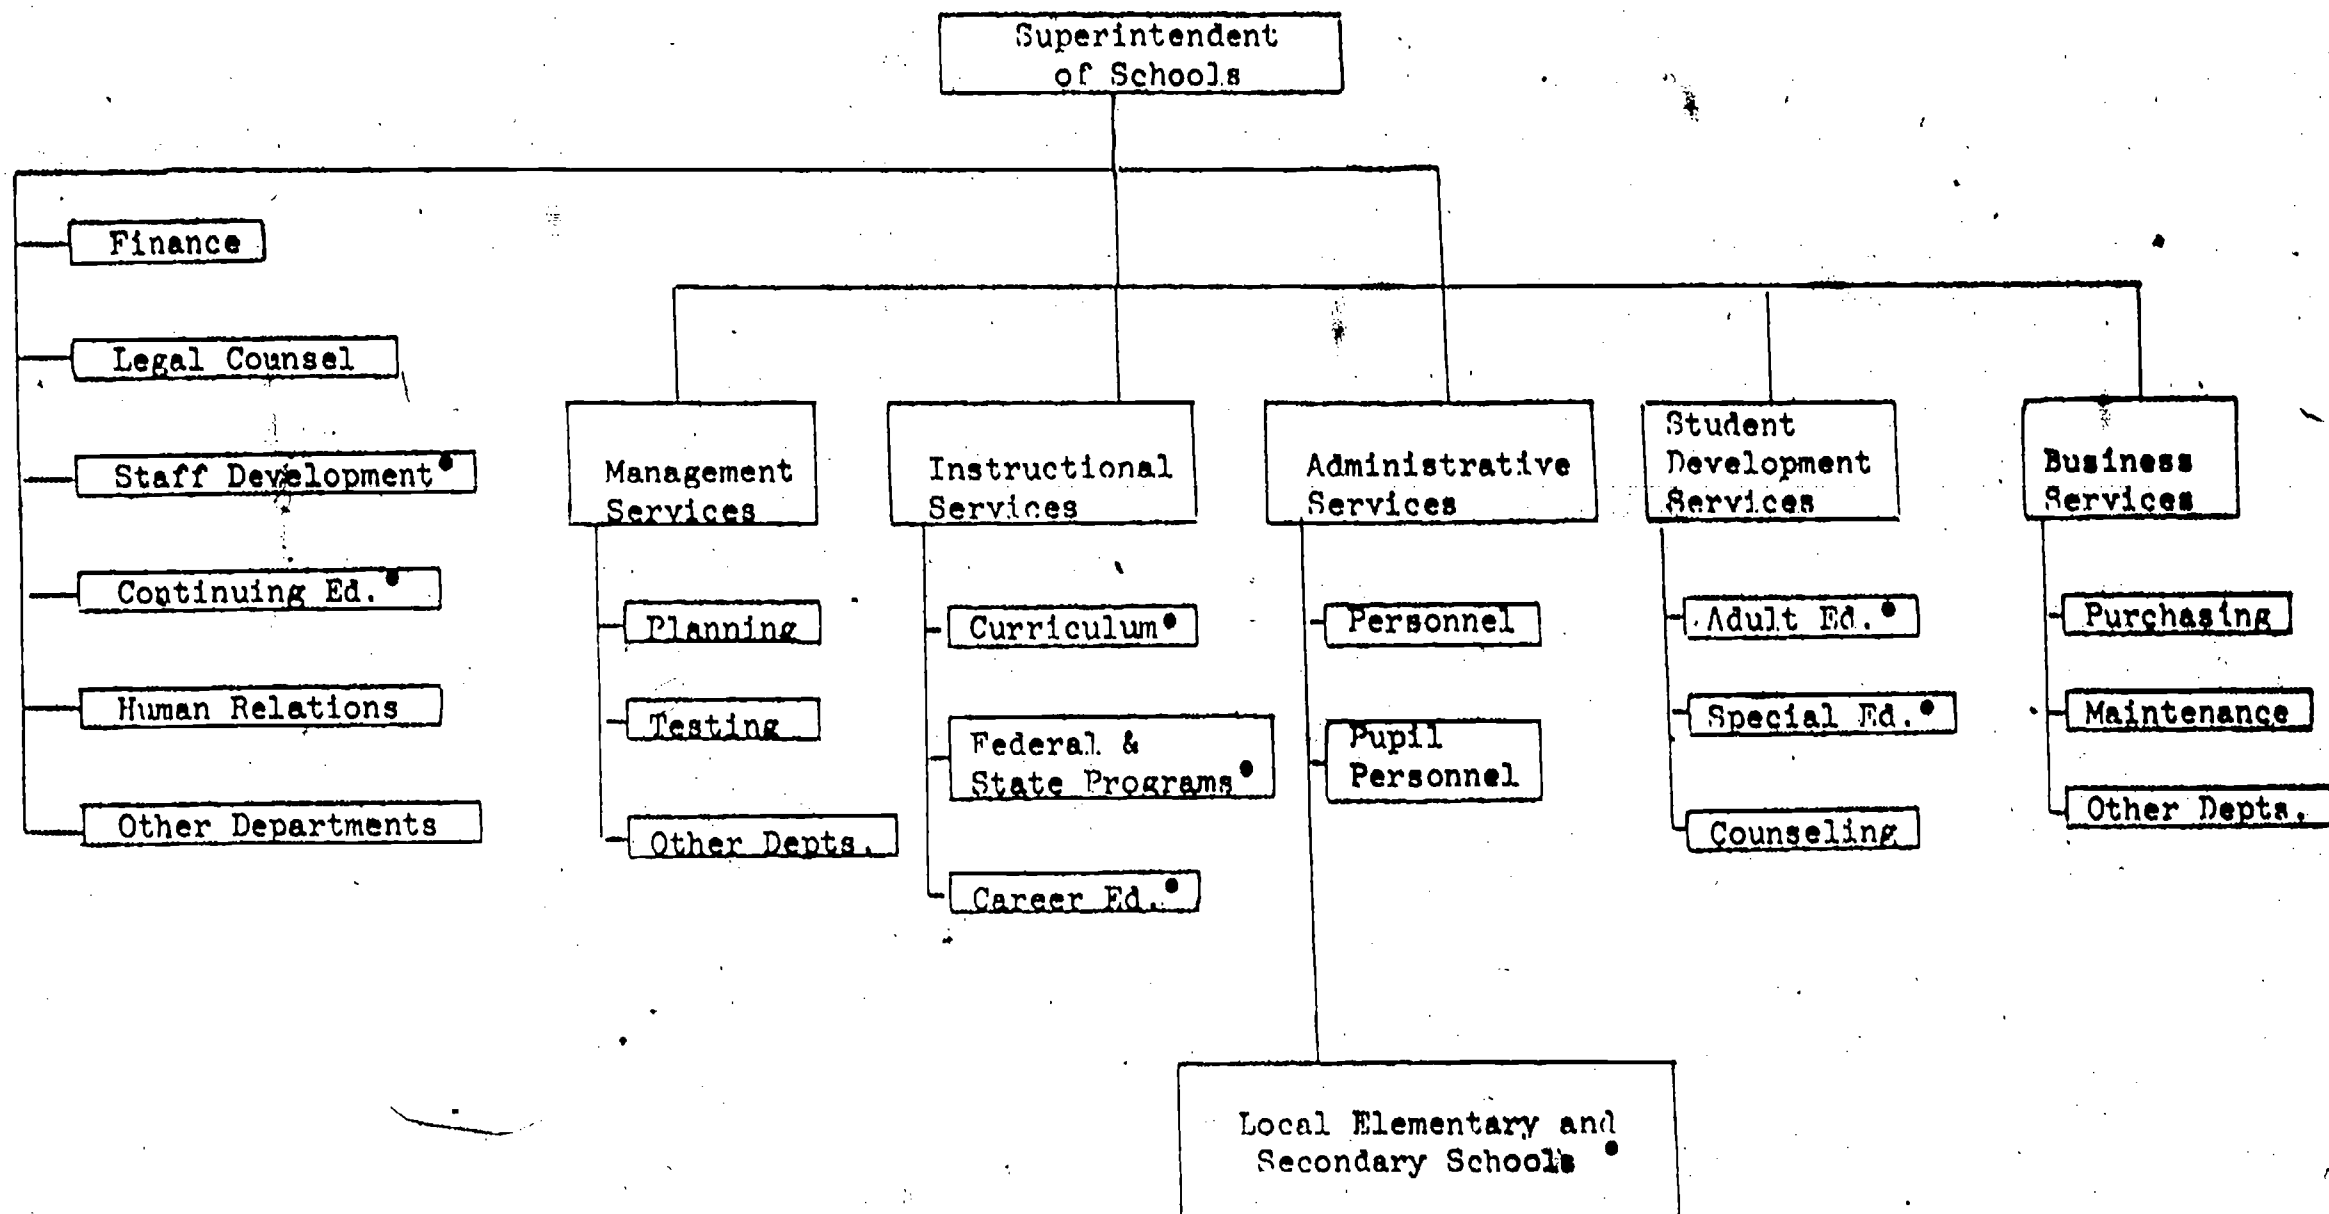 Superintendent
of Schools
Finance
Legal Counsel
Staff Development•
Continuing Ed.•
Human Relations
Other Departments
Management
Services
Planning
Testing
Other Depts.
Instructional
Services
Curriculum•
Federal &
State Programs•
Career Ed.•
Administrative
Services
Personnel
Pupil
Personnel
Student
Development
Services
Adult Ed.•
Special Ed.•
Counseling
Business
Services
Purchasing
Maintenance
Other Depts.
Local Elementary and
Secondary Schools •